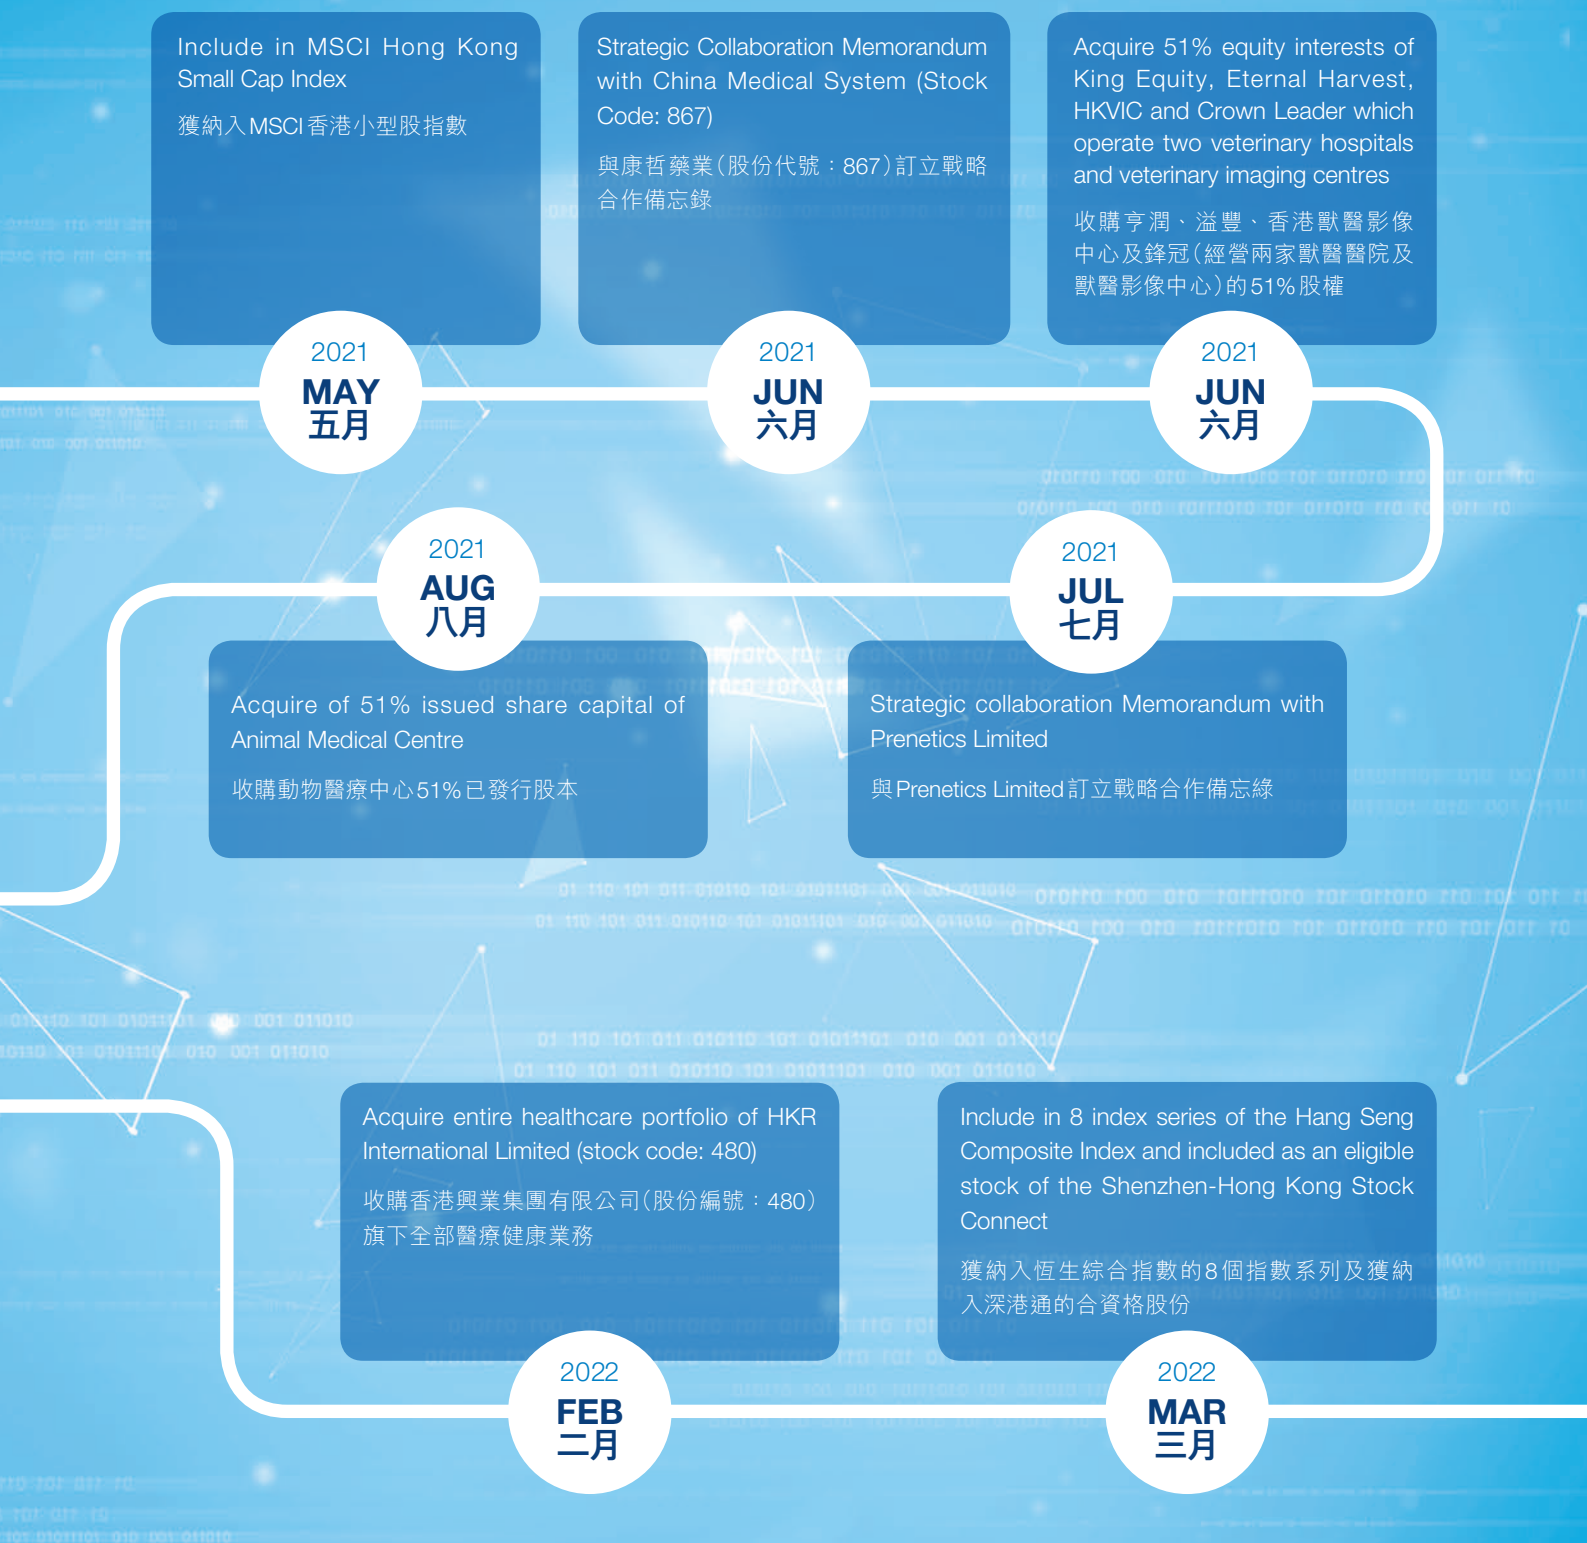 Include in MSCI Hong Kong
Small Cap Index
獲納入MSCI香港小型股指數
2021
MAY
五月
Strategic Collaboration Memorandum
with China Medical System (Stock
Code: 867)
與康哲藥業(股份代號：867)訂立戰略
合作備忘錄
2021
JUN
六月
Acquire 51% equity interests of
King Equity, Eternal Harvest,
HKVIC and Crown Leader which
operate two veterinary hospitals
and veterinary imaging centres
收購亨潤、溢豐、香港獸醫影像
中心及鋒冠(經營兩家獸醫醫院及
獸醫影像中心)的51%股權
2021
JUN
六月
2021
JUL
七月
Strategic collaboration Memorandum with
Prenetics Limited
與Prenetics Limited訂立戰略合作備忘綠
2021
AUG
八月
Acquire of 51% issued share capital of
Animal Medical Centre
收購動物醫療中心51%已發行股本
Acquire entire healthcare portfolio of HKR
International Limited (stock code: 480)
收購香港興業集團有限公司(股份編號：480)
旗下全部醫療健康業務
2022
FEB
二月
Include in 8 index series of the Hang Seng
Composite Index and included as an eligible
stock of the Shenzhen-Hong Kong Stock
Connect
獲納入恆生綜合指數的8個指數系列及獲納
入深港通的合資格股份
2022
MAR
三月